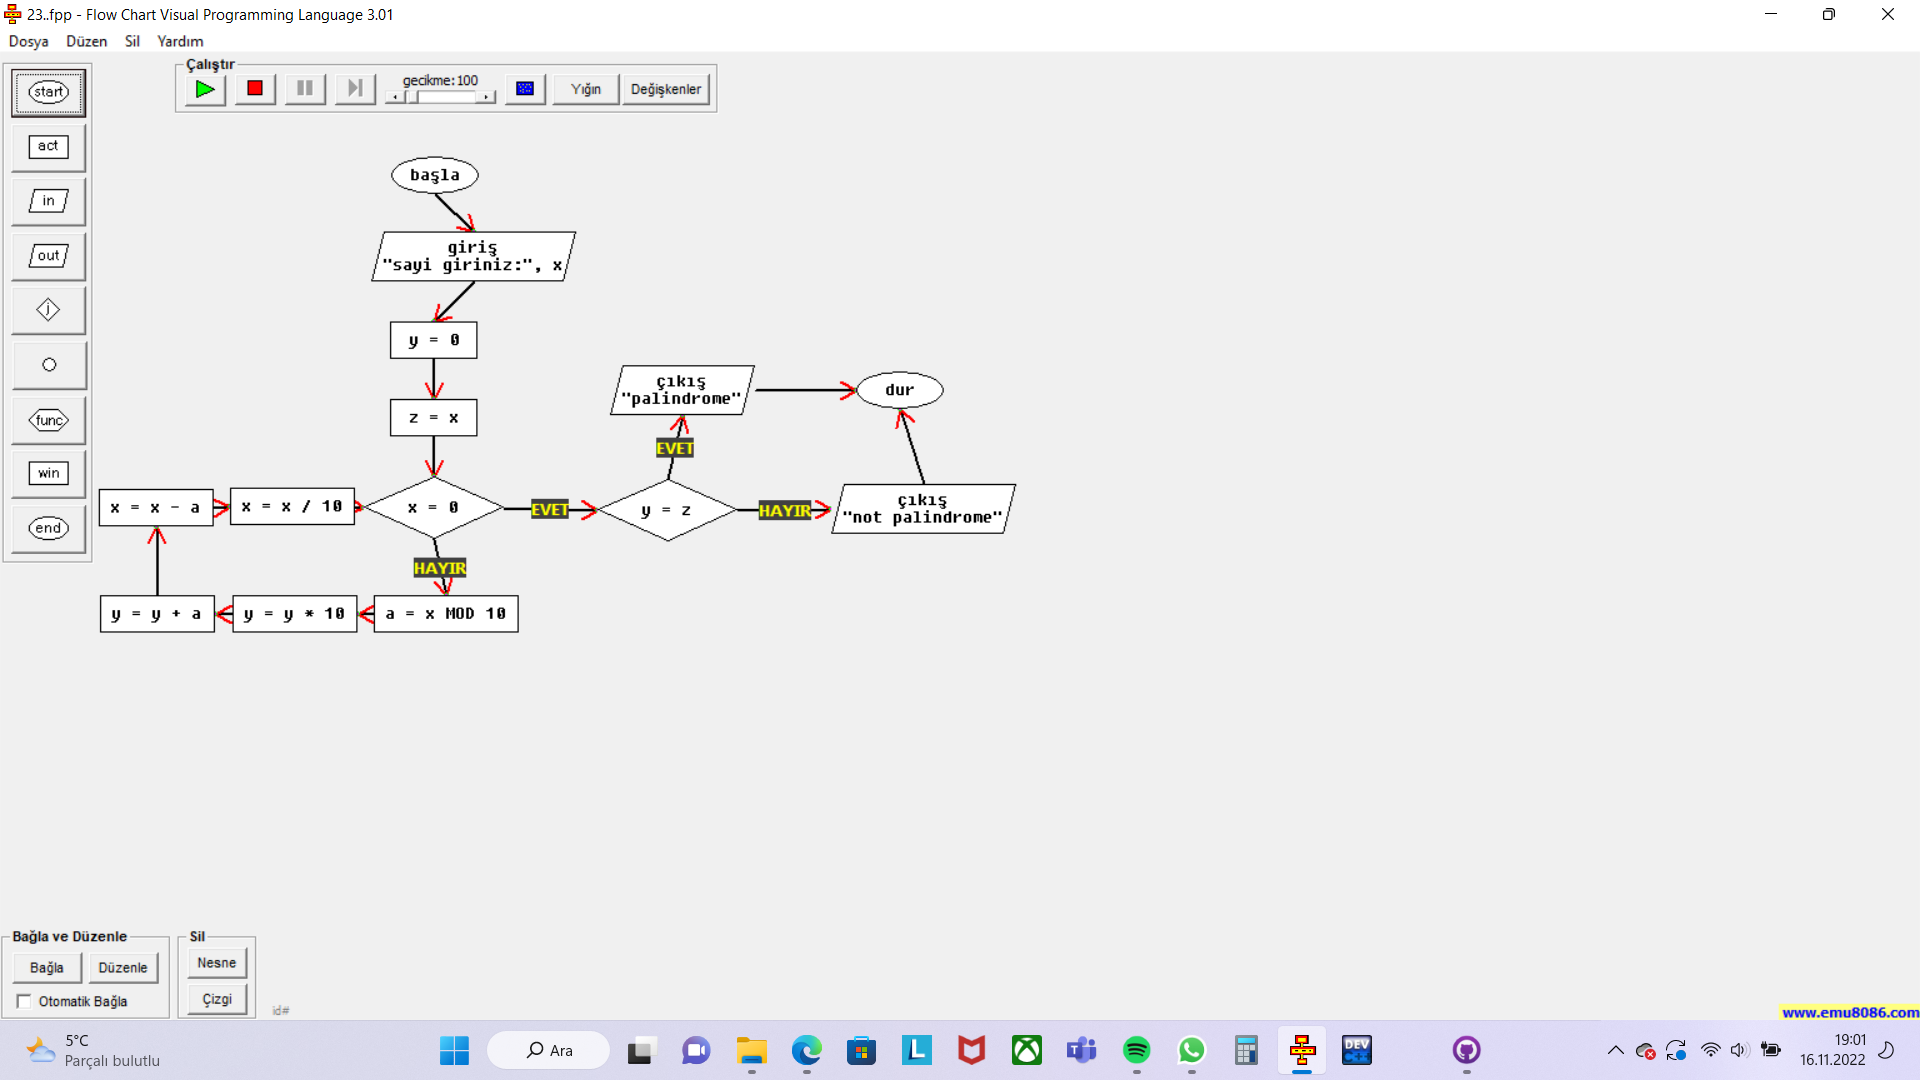 23..fpp - Flow Chart Visual Programming Language 3.01
Dosya Düzen Sil Yardım
Çalıştır
gecikme:100
Yığın
Değişkenler
start
act
in
out
j
func
win
end
başla
giriş
"sayi giriniz:", x
y = 0
z = x
çıkış
"palindrome"
dur
EVET
x = x - a
x = x / 10
x = 0
EVET
y = z
HAYIR
çıkış
"not palindrome"
HAYIR
y = y + a
y = y * 10
a = x MOD 10
Bağla ve Düzenle
Bağla
Düzenle
Otomatik Bağla
Sil
Nesne
Çizgi
id#
www.emu8086.com
5°C
Parçalı bulutlu
Ara
L
T
DEV
C++
19:01
16.11.2022